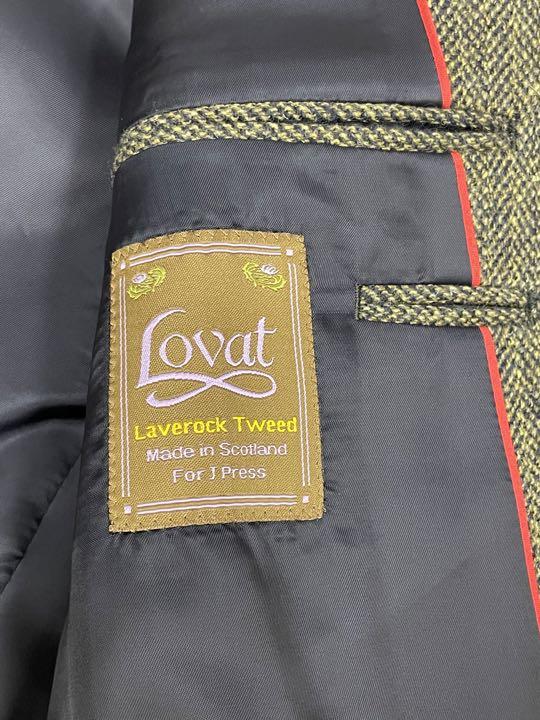 Lovat
Laverock Tweed
Made in Scotland
For J Press